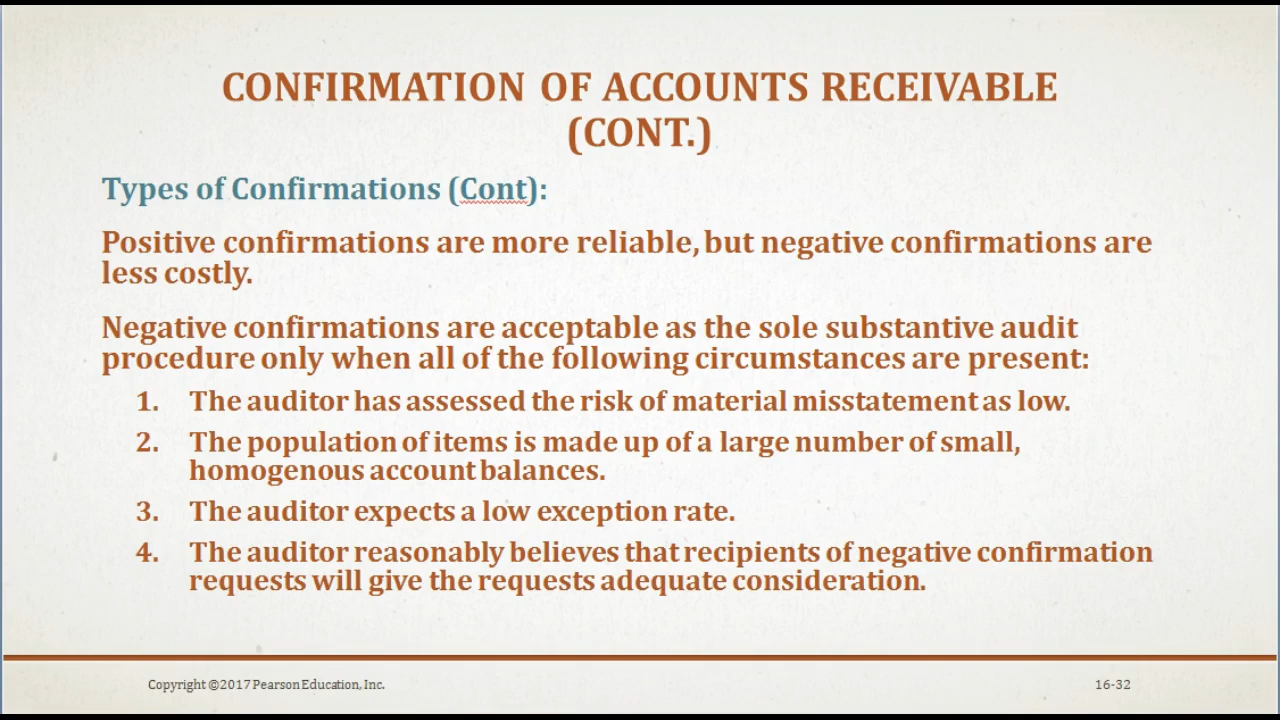 CONFIRMATION OF ACCOUNTS RECEIVABLE
(CONT.)
Types of Confirmations (Cont):
Positive confirmations are more reliable, but negative confirmations are
less costly.
Negative confirmations are acceptable as the sole substantive audit
procedure only when all of the following circumstances are present:
1. The auditor has assessed the risk of material misstatement as low.
2. The population of items is made up of a large number of small,
homogenous account balances.
3. The auditor expects a low exception rate.
4. The auditor reasonably believes that recipients of negative confirmation
requests will give the requests adequate consideration.
Copyright ©2017 Pearson Education, Inc.
16-32